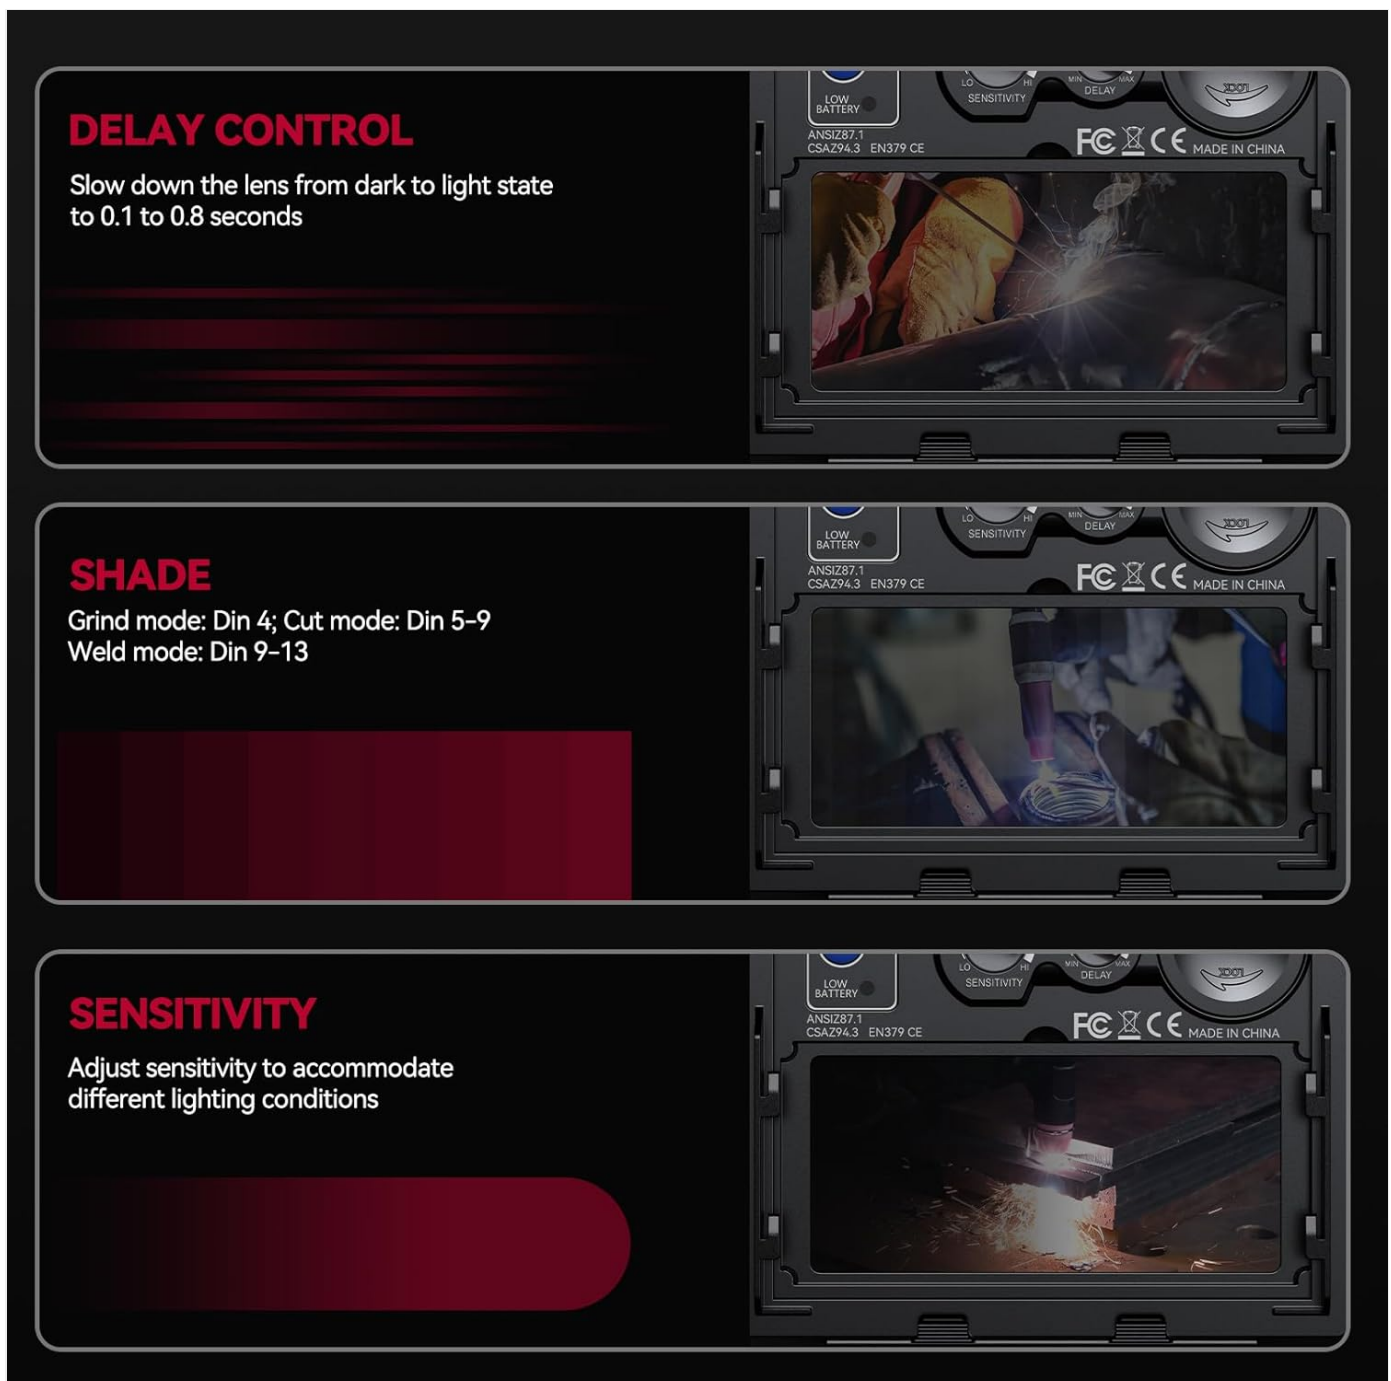 DELAY CONTROL
Slow down the lens from dark to light state
to 0.1 to 0.8 seconds
LOW
BATTERY
LO HI
SENSITIVITY
MIN MAX
DELAY
LOCK
ANSIZ87.1
CSAZ94.3 EN379 CE
FC CE MADE IN CHINA
SHADE
Grind mode: Din 4; Cut mode: Din 5-9
Weld mode: Din 9-13
LOW
BATTERY
LO HI
SENSITIVITY
MIN MAX
DELAY
LOCK
ANSIZ87.1
CSAZ94.3 EN379 CE
FC CE MADE IN CHINA
SENSITIVITY
Adjust sensitivity to accommodate
different lighting conditions
LOW
BATTERY
LO HI
SENSITIVITY
MIN MAX
DELAY
LOCK
ANSIZ87.1
CSAZ94.3 EN379 CE
FC CE MADE IN CHINA